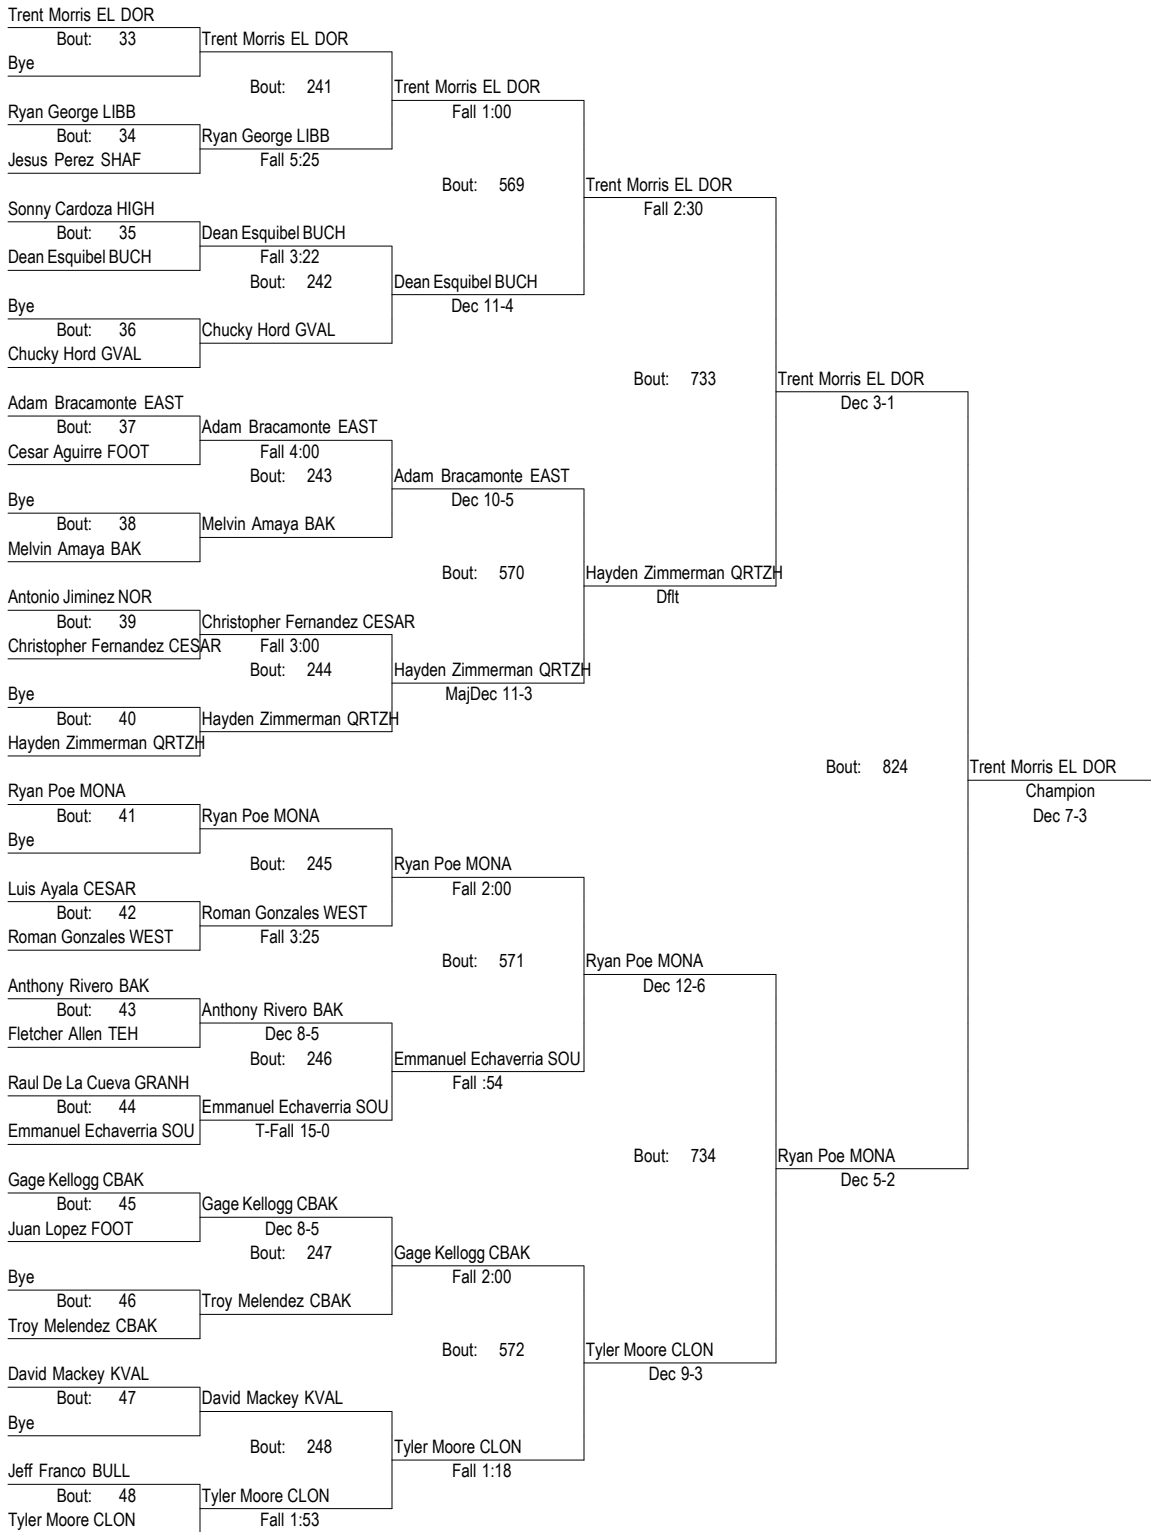 Trent Morris EL DOR
Bout: 33 Trent Morris EL DOR
Bye
Bout: 241 Trent Morris EL DOR
Ryan George LIBB Fall 1:00
Bout: 34 Ryan George LIBB
Jesus Perez SHAF Fall 5:25
Bout: 569 Trent Morris EL DOR
Sonny Cardoza HIGH Fall 2:30
Bout: 35 Dean Esquibel BUCH
Dean Esquibel BUCH Fall 3:22
Bout: 242 Dean Esquibel BUCH
Bye Dec 11-4
Bout: 36 Chucky Hord GVAL
Chucky Hord GVAL
Bout: 733 Trent Morris EL DOR
Adam Bracamonte EAST Dec 3-1
Bout: 37 Adam Bracamonte EAST
Cesar Aguirre FOOT Fall 4:00
Bout: 243 Adam Bracamonte EAST
Bye Dec 10-5
Bout: 38 Melvin Amaya BAK
Melvin Amaya BAK
Bout: 570 Hayden Zimmerman QRTZH
Antonio Jiminez NOR Dflt
Bout: 39 Christopher Fernandez CESAR
Christopher Fernandez CESAR Fall 3:00
Bout: 244 Hayden Zimmerman QRTZH
Bye MajDec 11-3
Bout: 40 Hayden Zimmerman QRTZH
Hayden Zimmerman QRTZH
Bout: 824 Trent Morris EL DOR
Ryan Poe MONA Champion
Bout: 41 Ryan Poe MONA Dec 7-3
Bye
Bout: 245 Ryan Poe MONA
Luis Ayala CESAR Fall 2:00
Bout: 42 Roman Gonzales WEST
Roman Gonzales WEST Fall 3:25
Bout: 571 Ryan Poe MONA
Anthony Rivero BAK Dec 12-6
Bout: 43 Anthony Rivero BAK
Fletcher Allen TEH Dec 8-5
Bout: 246 Emmanuel Echaverria SOU
Raul De La Cueva GRANH Fall :54
Bout: 44 Emmanuel Echaverria SOU
Emmanuel Echaverria SOU T-Fall 15-0
Bout: 734 Ryan Poe MONA
Gage Kellogg CBAK Dec 5-2
Bout: 45 Gage Kellogg CBAK
Juan Lopez FOOT Dec 8-5
Bout: 247 Gage Kellogg CBAK
Bye Fall 2:00
Bout: 46 Troy Melendez CBAK
Troy Melendez CBAK
Bout: 572 Tyler Moore CLON
David Mackey KVAL Dec 9-3
Bout: 47 David Mackey KVAL
Bye
Bout: 248 Tyler Moore CLON
Jeff Franco BULL Fall 1:18
Bout: 48 Tyler Moore CLON
Tyler Moore CLON Fall 1:53